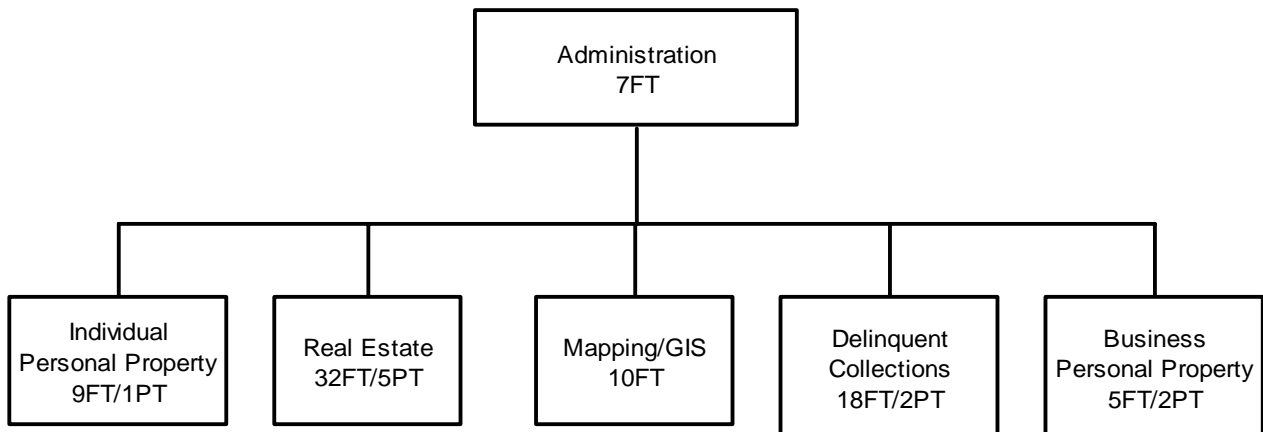 Administration
7FT
Individual
Personal Property
9FT/1PT
Real Estate
32FT/5PT
Mapping/GIS
10FT
Delinquent
Collections
18FT/2PT
Business
Personal Property
5FT/2PT